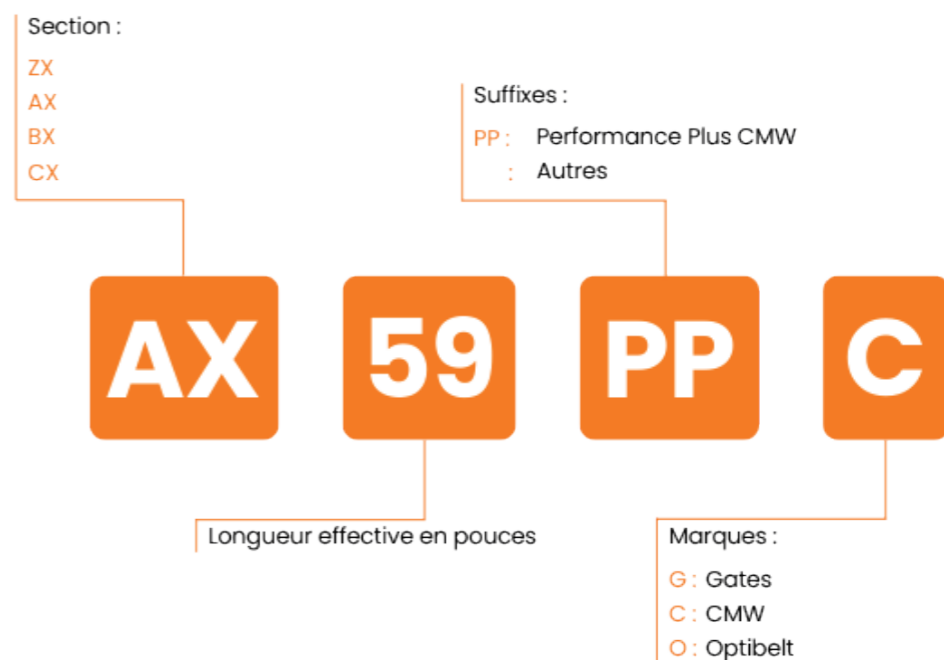 Section :
ZX
AX
BX
CX
Suffixes :
PP : Performance Plus CMW
: Autres
AX 59 PP C
Longueur effective en pouces
Marques :
G : Gates
C : CMW
O : Optibelt